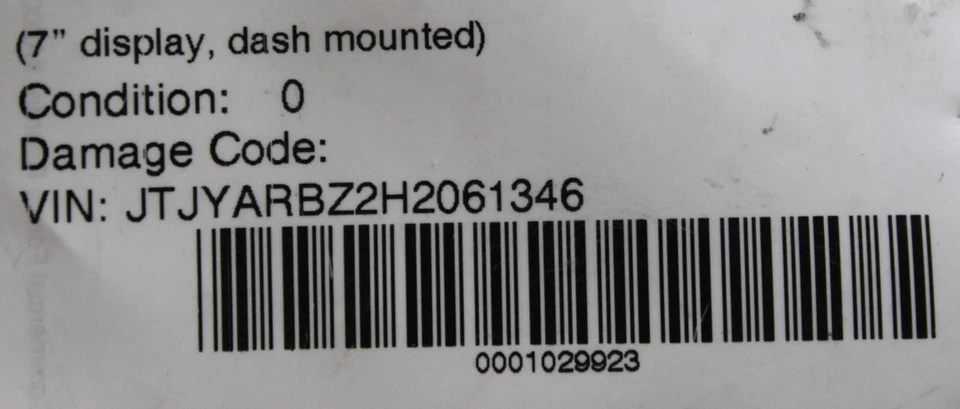 (7" display, dash mounted)
Condition: 0
Damage Code:
VIN: JTJYARBZ2H2061346
0001029923